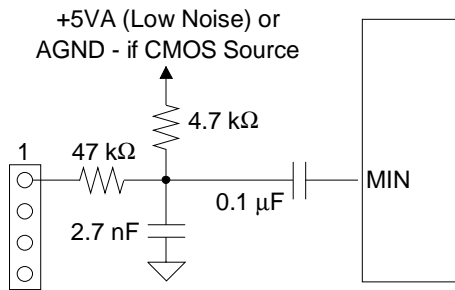 +5VA (Low Noise) or
AGND - if CMOS Source
4.7 kΩ
1
47 kΩ
MIN
0.1 µF
2.7 nF